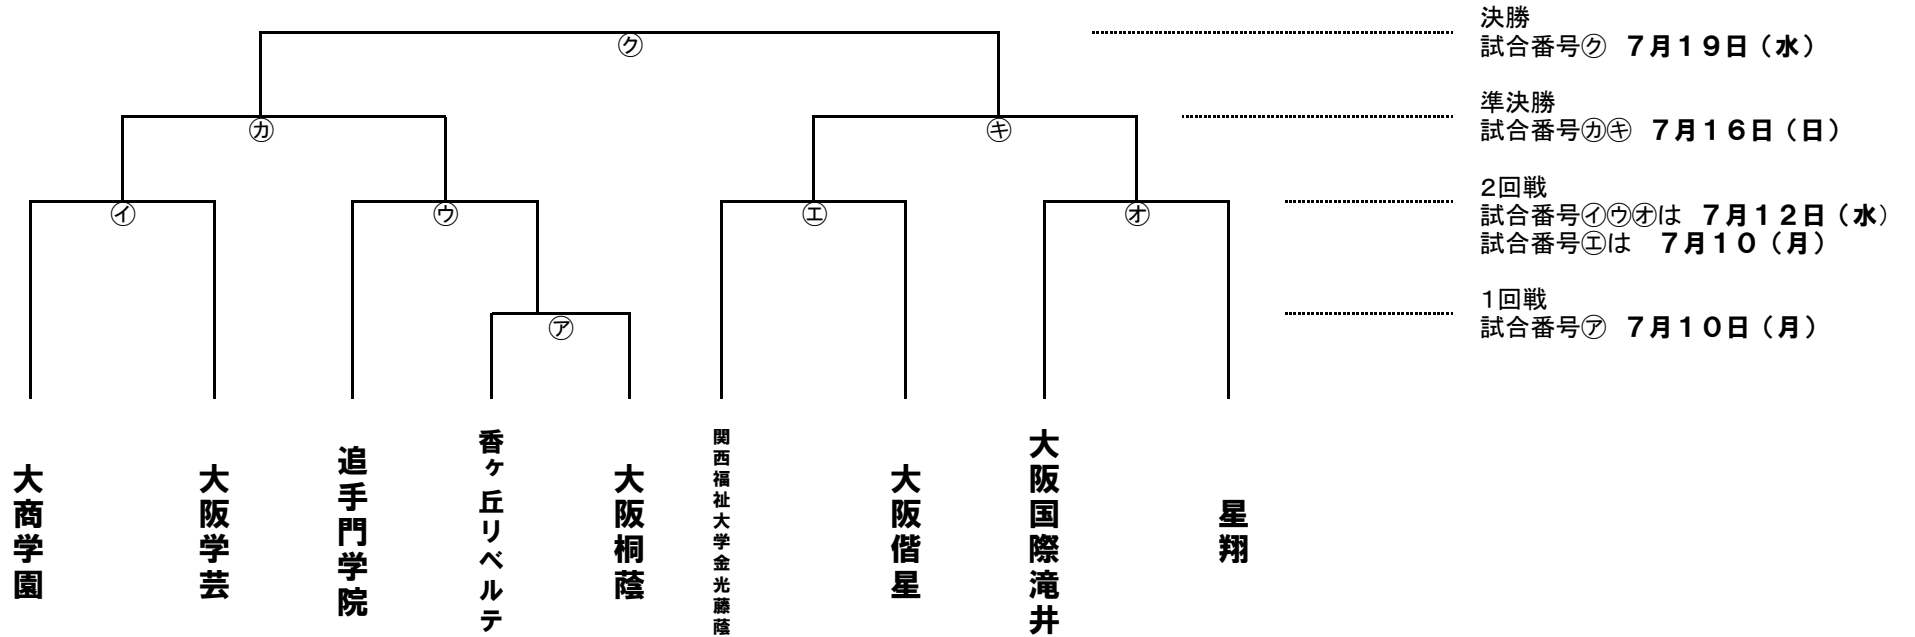 決勝
試合番号㋗ ７月１９日（水）
準決勝
試合番号㋕㋖ ７月１６日（日）
２回戦
試合番号㋑㋒㋔は ７月１２日（水）
試合番号㋓は ７月１０（月）
１回戦
試合番号㋐ ７月１０日（月）
㋗
㋕
㋖
㋑
㋒
㋓
㋔
㋐
大商学園
大阪学芸
追手門学院
香ヶ丘リベルテ
大阪桐蔭
関西福祉大学金光藤蔭
大阪偕星
大阪国際滝井
星翔